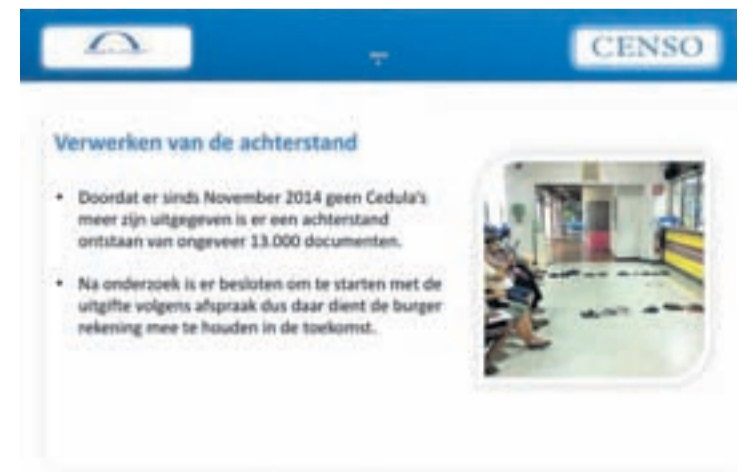 CENSO
Verwerken van de achterstand
• Doordat er sinds November 2014 geen Cedula's
meer zijn uitgegeven is er een achterstand
ontstaan van ongeveer 13.000 documenten.
• Na onderzoek is er besloten om te starten met de
uitgifte volgens afspraak dus daar dient de burger
rekening mee te houden in de toekomst.